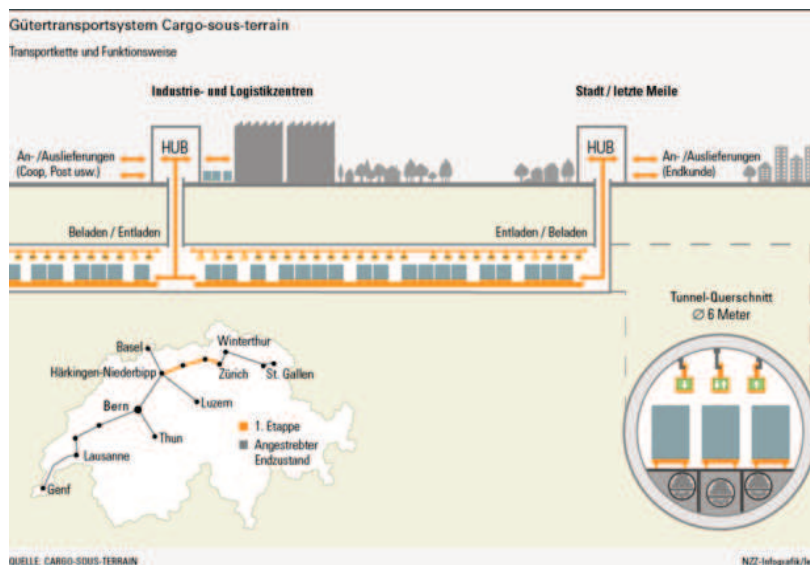 Gütertransportsystem Cargo-sous-terrain
Transportkette und Funktionsweise
Industrie- und Logistikzentren
Stadt / letzte Meile
HUB
HUB
An- /Auslieferungen
(Coop, Post usw.)
An- /Auslieferungen
(Endkunde)
Beladen / Entladen
Entladen / Beladen
Tunnel-Querschnitt
Ø 6 Meter
Basel
Winterthur
Härkingen-Niederbipp
Zürich
St. Gallen
Bern
Luzern
Thun
Lausanne
Genf
1. Etappe
Angestrebter
Endzustand
QUELLE: CARGO-SOUS-TERRAIN
NZZ-Infografik/